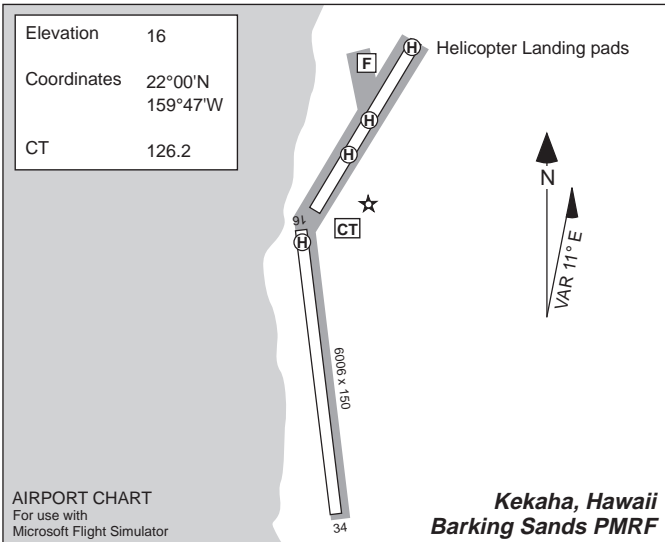 Elevation 16
Coordinates 22°00'N
159°47'W
CT 126.2
F
H
Helicopter Landing pads
H
H
N
VAR 11° E
CT
16
H
6006 x 150
34
AIRPORT CHART
For use with
Microsoft Flight Simulator
Kekaha, Hawaii
Barking Sands PMRF